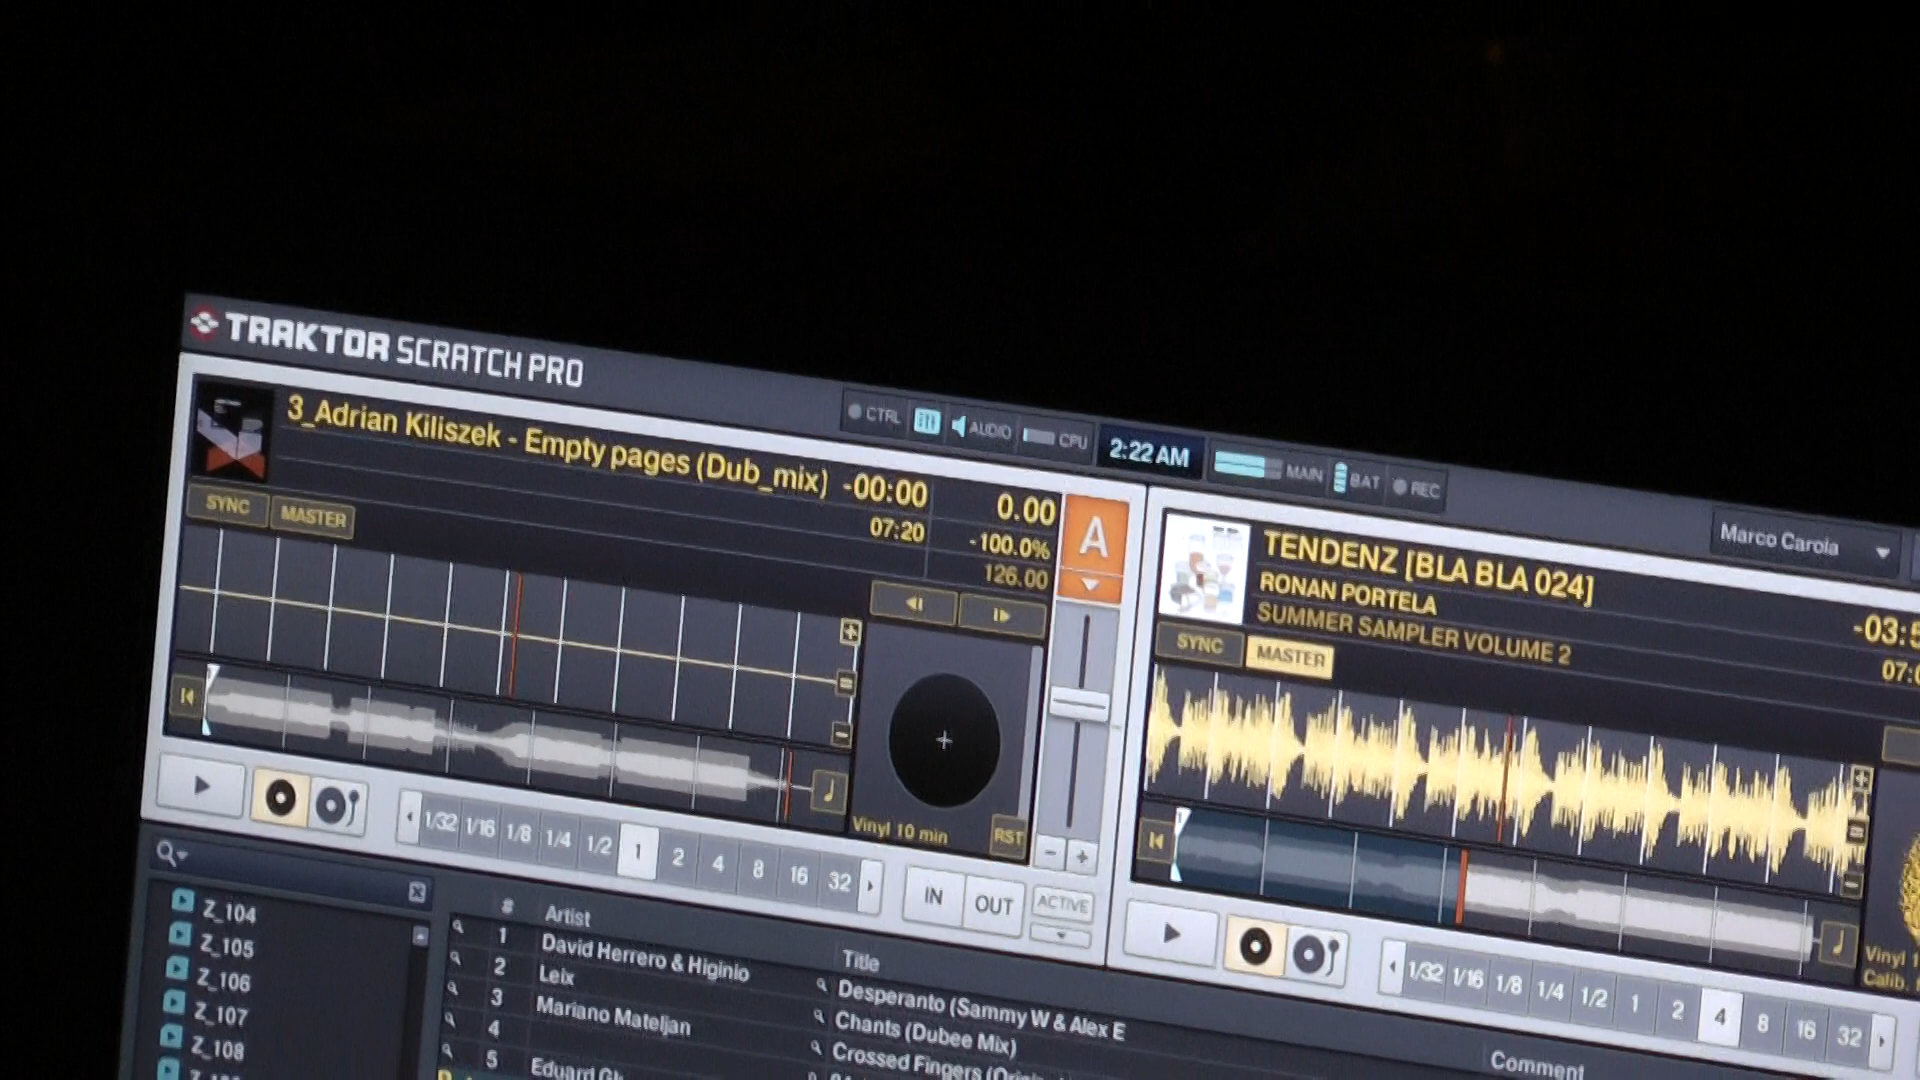 TRAKTOR SCRATCH PRO
CTRL
AUDIO
CPU
2:22 AM
MAIN
BAT
REC
Marco Carola
3_Adrian Kiliszek - Empty pages (Dub_mix)
-00:00
0.00
07:20
-100.0%
126.00
A
SYNC
MASTER
Vinyl 10 min
RST
1/32 1/16 1/8 1/4 1/2 1 2 4 8 16 32
IN
OUT
ACTIVE
TENDENZ [BLA BLA 024]
RONAN PORTELA
SUMMER SAMPLER VOLUME 2
SYNC
MASTER
Vinyl
Calib.
1/32 1/16 1/8 1/4 1/2 1 2 4 8 16 32
Z_104
Z_105
Z_106
Z_107
Z_108
# Artist Title Comment
1 David Herrero & Higinio Desperanto (Sammy W & Alex E
2 Leix Chants (Dubee Mix)
3 Mariano Mateljan Crossed Fingers
4
5 Eduard